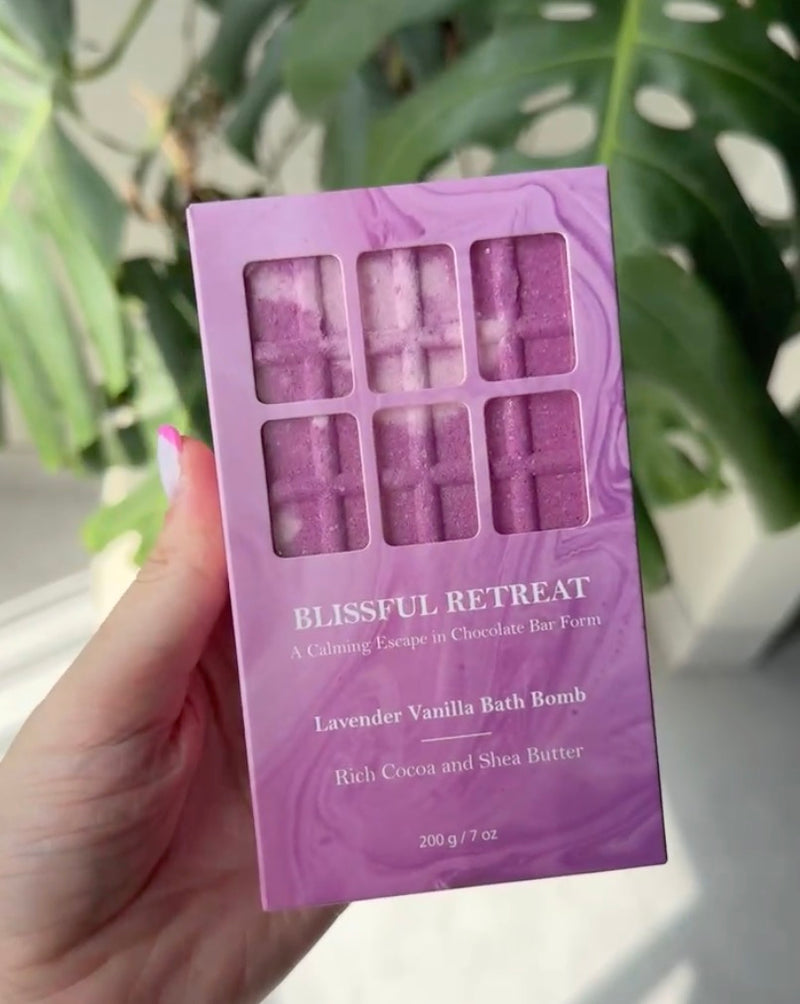 BLISSFUL RETREAT
A Calming Escape in Chocolate Bar Form
Lavender Vanilla Bath Bomb
Rich Cocoa and Shea Butter
200 g / 7 oz